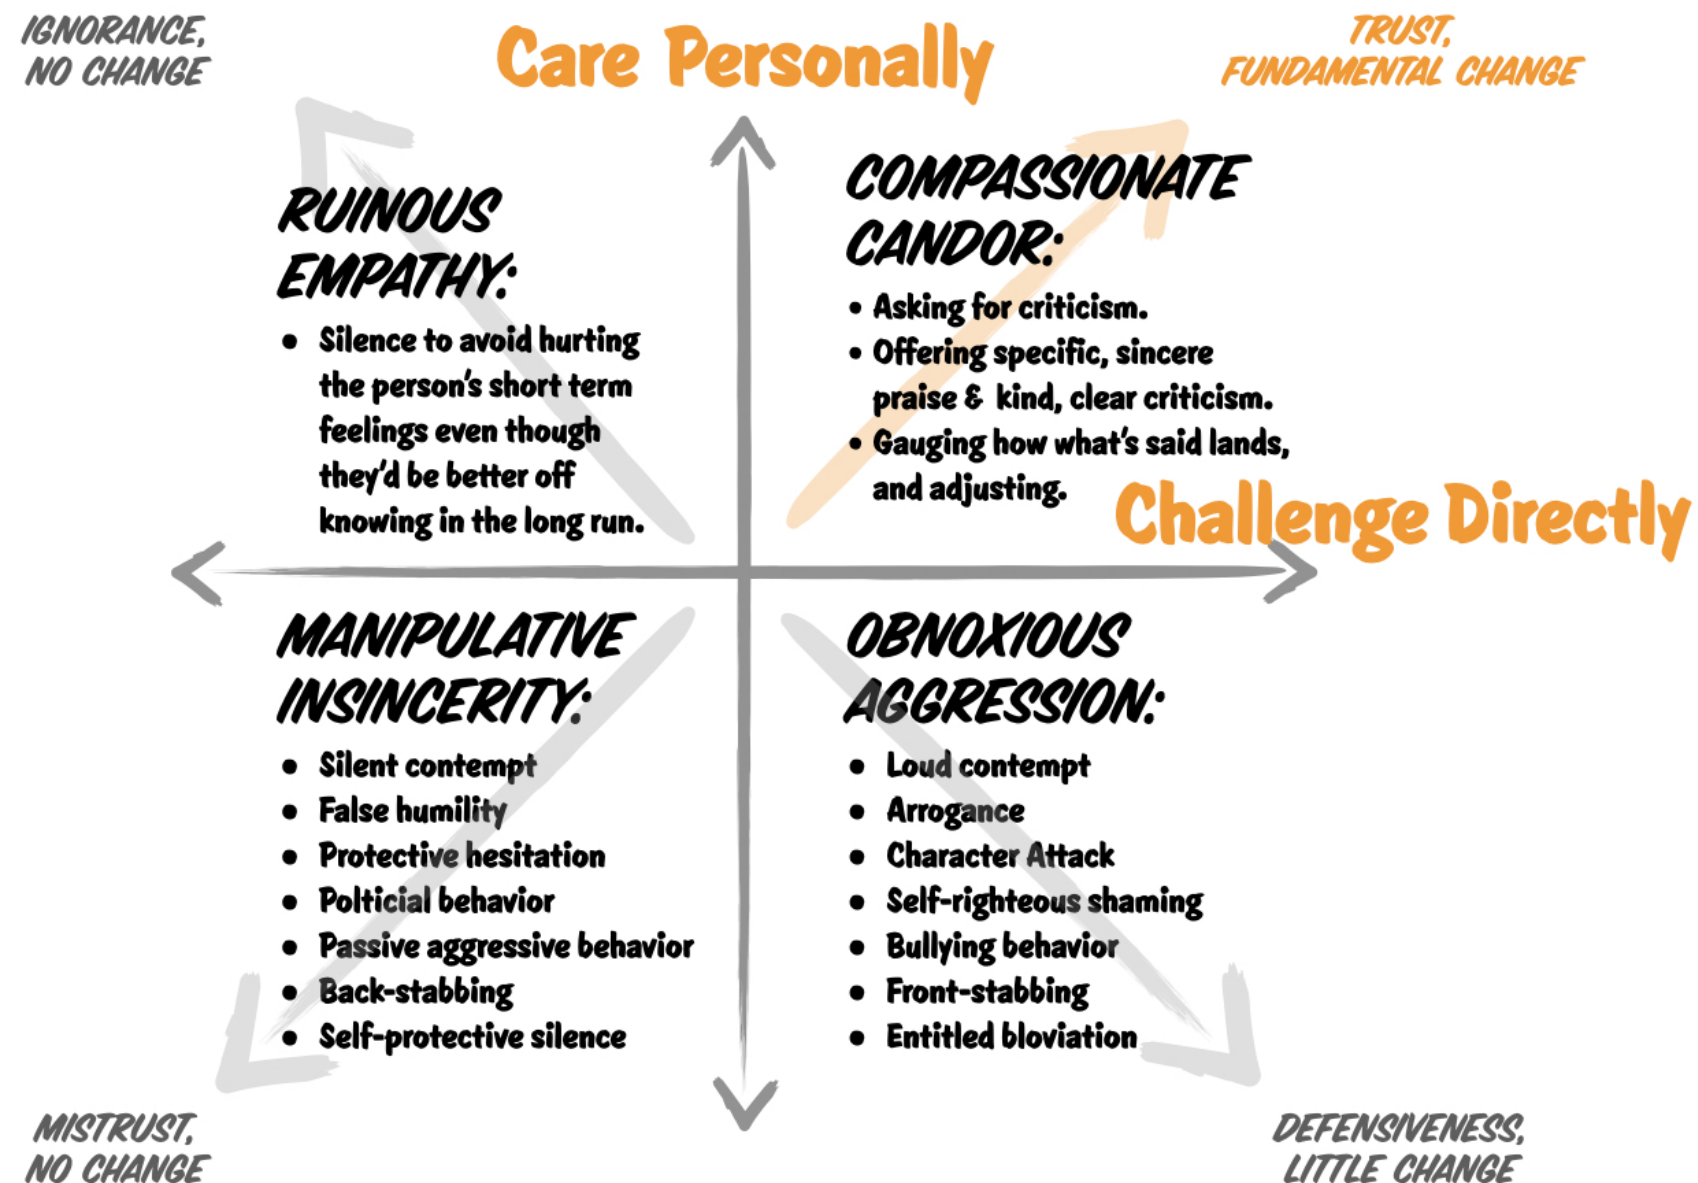 IGNORANCE,
NO CHANGE
Care Personally
TRUST,
FUNDAMENTAL CHANGE
RUINOUS
EMPATHY:
• Silence to avoid hurting
the person's short term
feelings even though
they'd be better off
knowing in the long run.
COMPASSIONATE
CANDOR:
• Asking for criticism.
• Offering specific, sincere
praise & kind, clear criticism.
• Gauging how what's said lands,
and adjusting.
Challenge Directly
MANIPULATIVE
INSINCERITY:
• Silent contempt
• False humility
• Protective hesitation
• Polticial behavior
• Passive aggressive behavior
• Back-stabbing
• Self-protective silence
OBNOXIOUS
AGGRESSION:
• Loud contempt
• Arrogance
• Character Attack
• Self-righteous shaming
• Bullying behavior
• Front-stabbing
• Entitled bloviation
MISTRUST,
NO CHANGE
DEFENSIVENESS,
LITTLE CHANGE